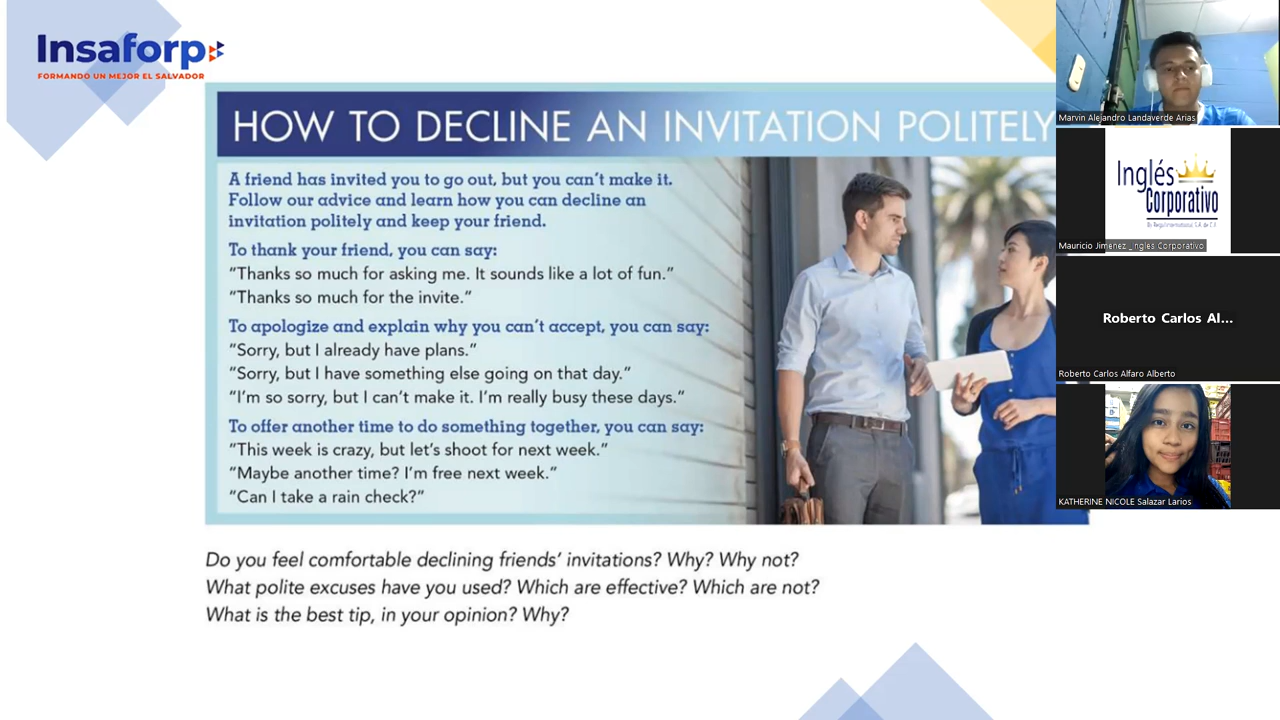 Insaforp
FORMANDO UN MEJOR EL SALVADOR
HOW TO DECLINE AN INVITATION POLITELY
A friend has invited you to go out, but you can't make it.
Follow our advice and learn how you can decline an
invitation politely and keep your friend.
To thank your friend, you can say:
"Thanks so much for asking me. It sounds like a lot of fun."
"Thanks so much for the invite."
To apologize and explain why you can't accept, you can say:
"Sorry, but I already have plans."
"Sorry, but I have something else going on that day."
"I'm so sorry, but I can't make it. I'm really busy these days."
To offer another time to do something together, you can say:
"This week is crazy, but let's shoot for next week."
"Maybe another time? I'm free next week."
"Can I take a rain check?"
Do you feel comfortable declining friends' invitations? Why? Why not?
What polite excuses have you used? Which are effective? Which are not?
What is the best tip, in your opinion? Why?
Marvin Alejandro Landaverde Arias
Inglés
Corporativo
Mauricio Jimenez _Ingles Corporativo
Roberto Carlos Al...
Roberto Carlos Alfaro Alberto
KATHERINE NICOLE Salazar Larios